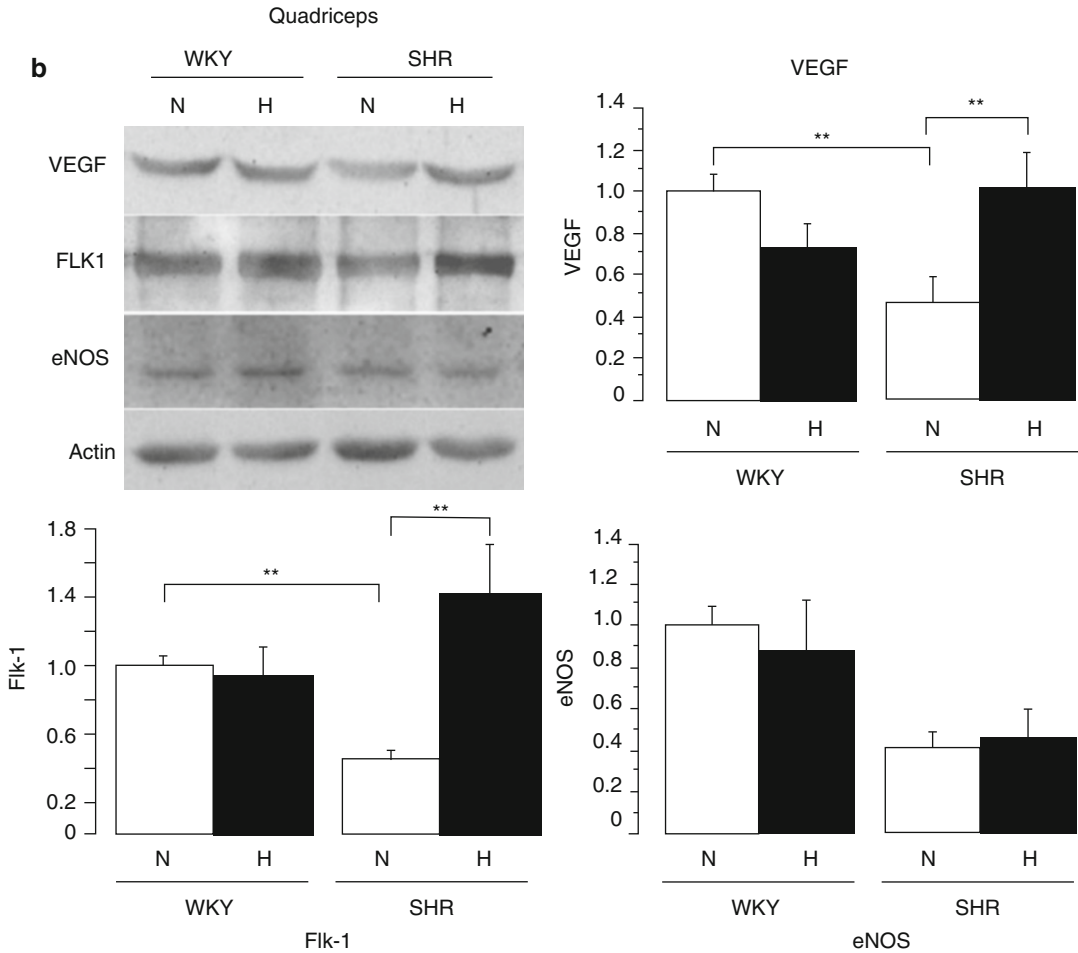 Quadriceps
b
WKY SHR
N H N H
VEGF
FLK1
eNOS
Actin
VEGF
**
**
1.4
1.2
1.0
0.8
0.6
0.4
0.2
0
VEGF
N H N H
WKY SHR
**
**
1.8
1.4
1.0
0.6
0.2
0
Flk-1
N H N H
WKY SHR
Flk-1
1.4
1.2
1.0
0.8
0.6
0.4
0.2
0
eNOS
N H N H
WKY SHR
eNOS